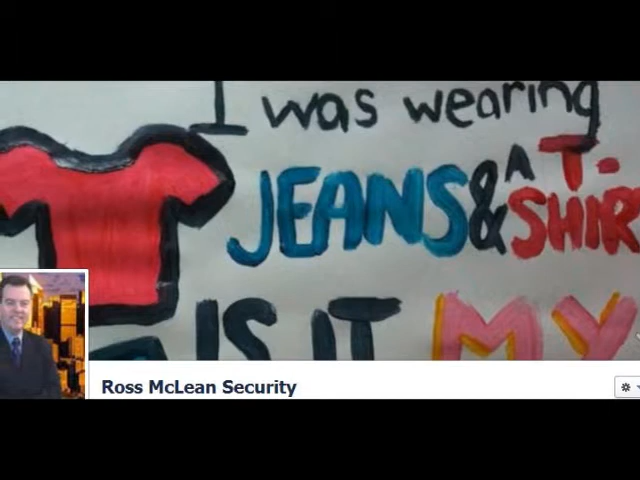 I was wearing
JEANS & A T-
SHIR
IS IT MY
Ross McLean Security